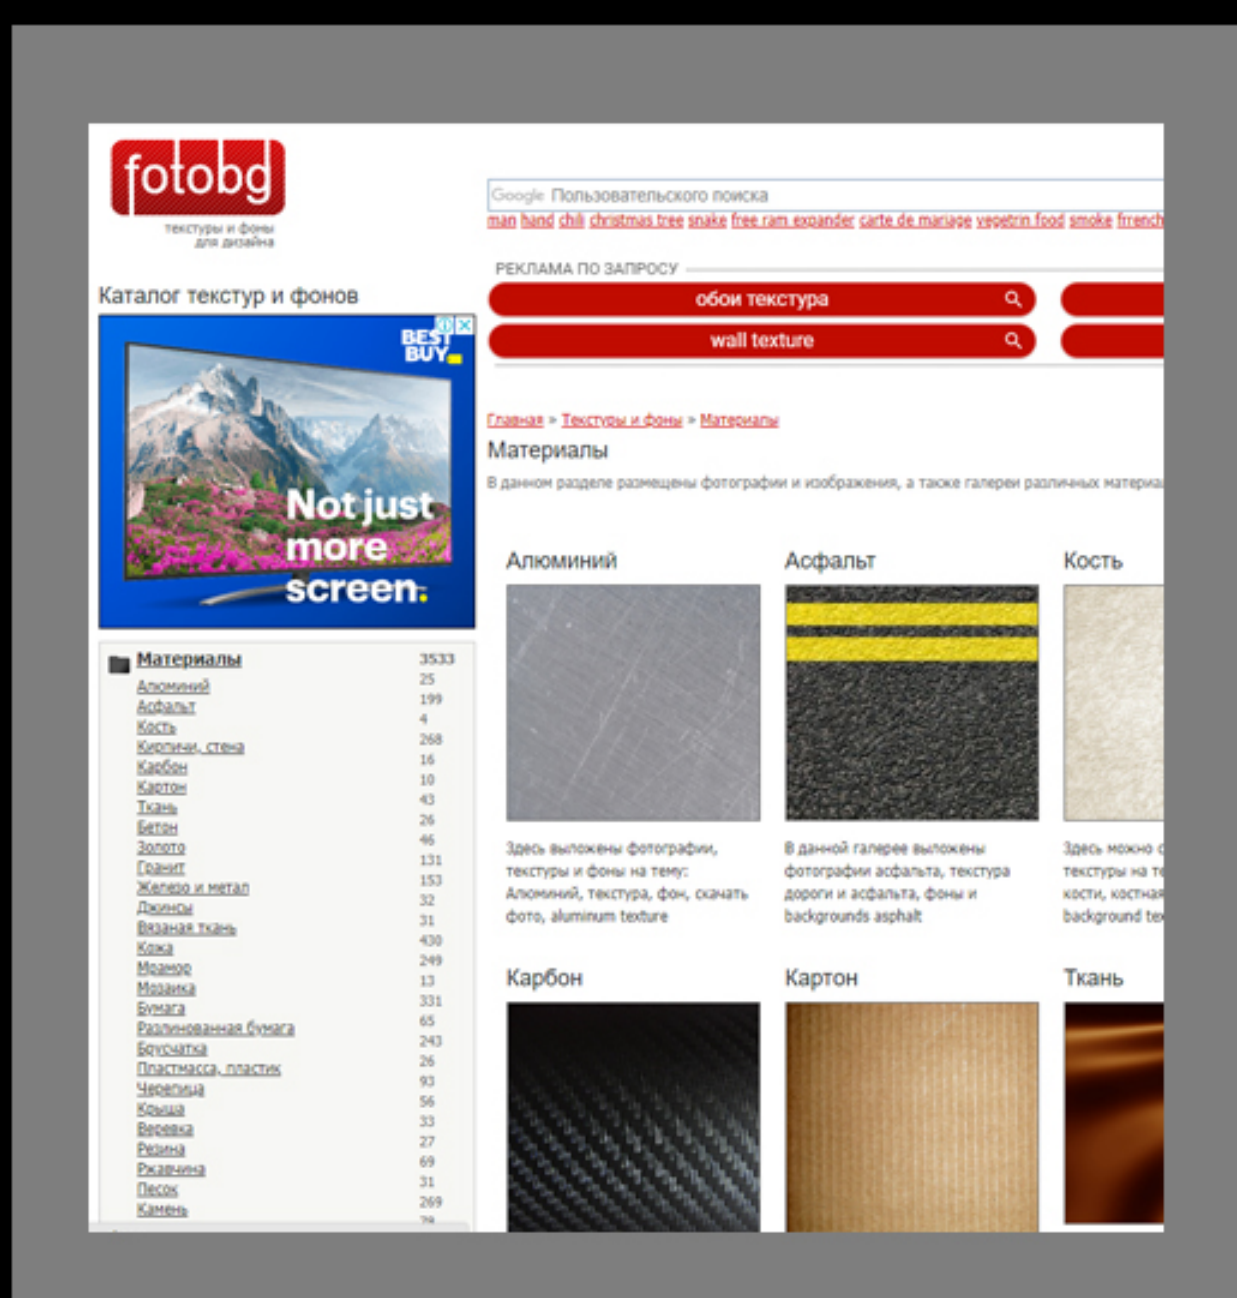 fotobg
текстуры и фоны
для дизайна
Google Пользовательского поиска
man hand chili christmas tree snake free ram expander carte de mariage vegetrin.food smoke frrench
РЕКЛАМА ПО ЗАПРОСУ
обои текстура
wall texture
Каталог текстур и фонов
BEST
BUY
Not just
more
screen.
Главная » Текстуры и фоны » Материалы
Материалы
В данном разделе размещены фотографии и изображения, а также галереи различных материа
Материалы 3533
Алюминий 25
Асфальт 199
Кость 4
Кирпичи, стена 268
Карбон 16
Картон 10
Ткань 43
Бетон 26
Золото 46
Гранит 131
Железо и метал 153
Джинсы 32
Вязаная ткань 31
Кожа 430
Мрамор 249
Мозаика 13
Бумага 331
Разлинованная бумага 65
Брусчатка 243
Пластмасса, пластик 26
Черепица 93
Крыша 56
Веревка 33
Резина 27
Ржавчина 69
Песок 31
Камень 269
Алюминий
Здесь выложены фотографии,
текстуры и фоны на тему:
Алюминий, текстура, фон, скачать
фото, aluminum texture
Асфальт
В данной галерее выложены
фотографии асфальта, текстура
дороги и асфальта, фоны и
backgrounds asphalt
Кость
Здесь можно с
текстуры на те
кости, костная
background tex
Карбон
Картон
Ткань